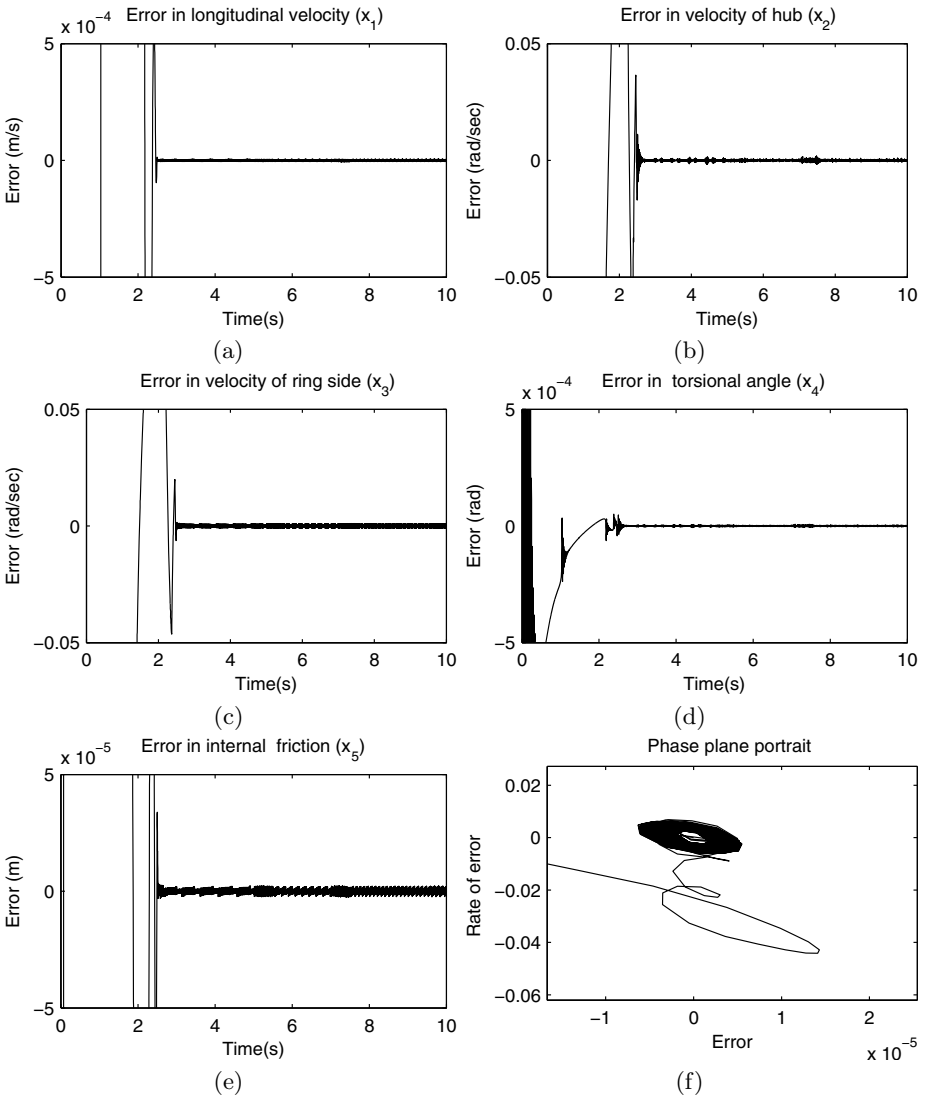 Error in longitudinal velocity (x1)
x 10−4
5
0
−5
Error (m/s)
0 2 4 6 8 10
Time(s)
(a)
Error in velocity of hub (x2)
0.05
0
−0.05
Error (rad/sec)
0 2 4 6 8 10
Time(s)
(b)
Error in velocity of ring side (x3)
0.05
0
−0.05
Error (rad/sec)
0 2 4 6 8 10
Time(s)
(c)
Error in torsional angle (x4)
x 10−4
5
0
−5
Error (rad)
0 2 4 6 8 10
Time(s)
(d)
Error in internal friction (x5)
x 10−5
5
0
−5
Error (m)
0 2 4 6 8 10
Time(s)
(e)
Phase plane portrait
0.02
0
−0.02
−0.04
−0.06
Rate of error
−1 0 1 2
Error
x 10−5
(f)